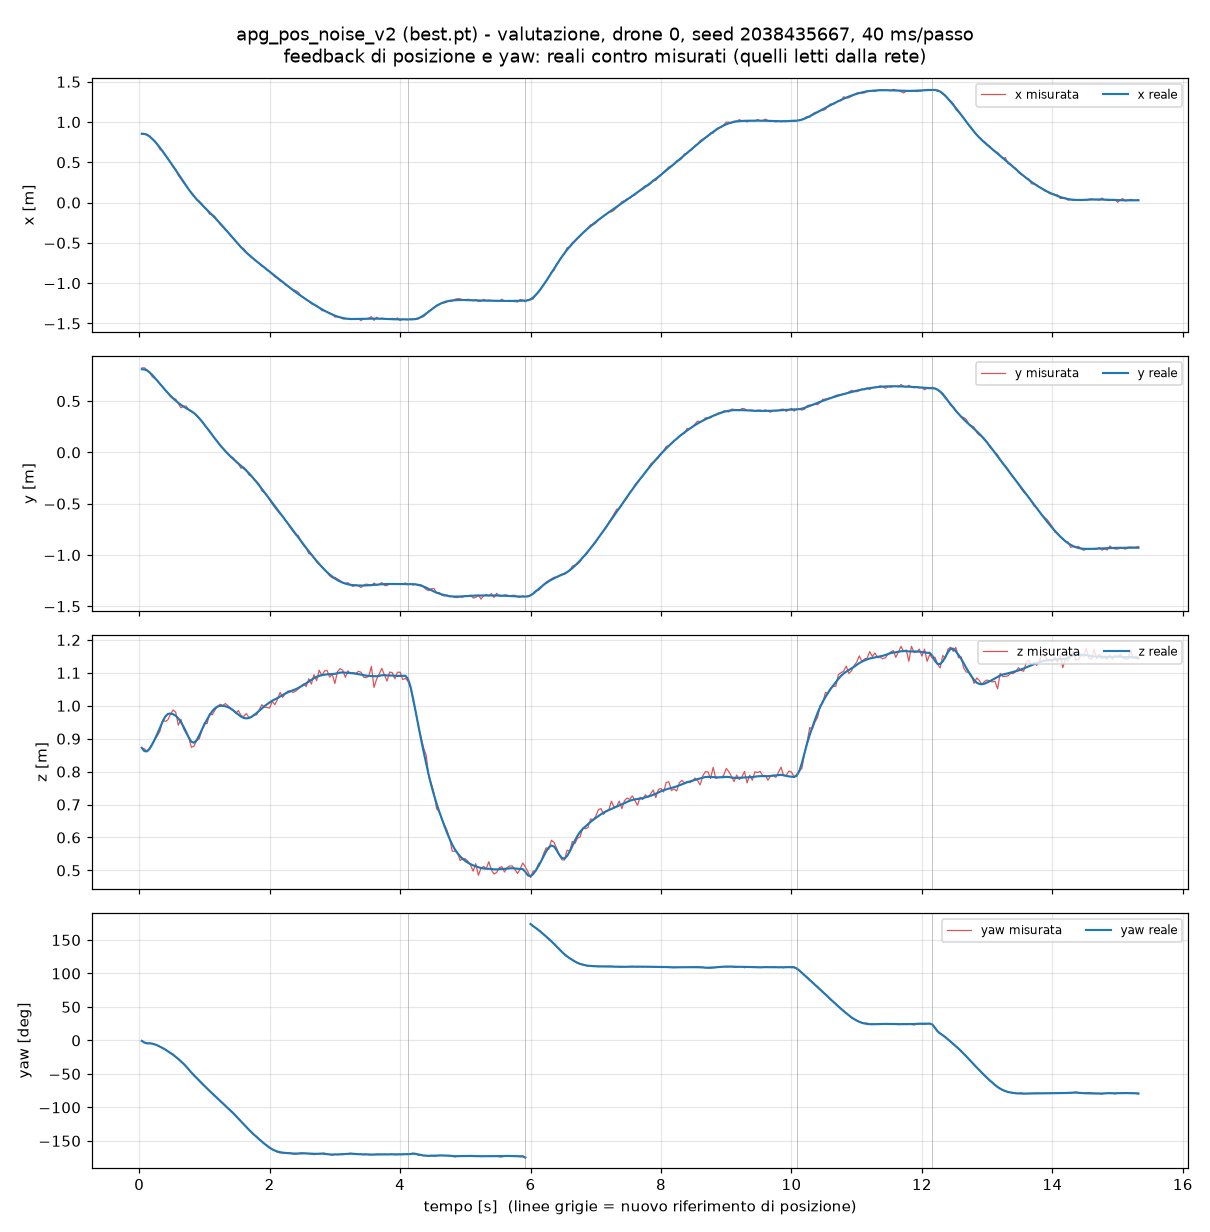 apg_pos_noise_v2 (best.pt) - valutazione, drone 0, seed 2038435667, 40 ms/passo
feedback di posizione e yaw: reali contro misurati (quelli letti dalla rete)
x misurata x reale
1.5
1.0
0.5
0.0
−0.5
−1.0
−1.5
x [m]
y misurata y reale
0.5
0.0
−0.5
−1.0
−1.5
y [m]
z misurata z reale
1.2
1.1
1.0
0.9
0.8
0.7
0.6
0.5
z [m]
yaw misurata yaw reale
150
100
50
0
−50
−100
−150
yaw [deg]
0 2 4 6 8 10 12 14 16
tempo [s]  (linee grigie = nuovo riferimento di posizione)